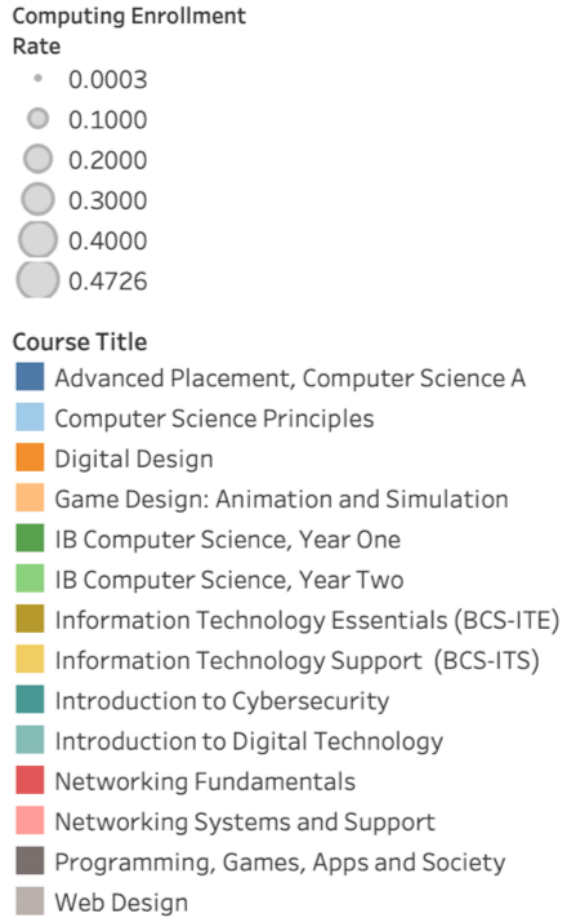 Computing Enrollment
Rate
0.0003
0.1000
0.2000
0.3000
0.4000
0.4726
Course Title
Advanced Placement, Computer Science A
Computer Science Principles
Digital Design
Game Design: Animation and Simulation
IB Computer Science, Year One
IB Computer Science, Year Two
Information Technology Essentials (BCS-ITE)
Information Technology Support (BCS-ITS)
Introduction to Cybersecurity
Introduction to Digital Technology
Networking Fundamentals
Networking Systems and Support
Programming, Games, Apps and Society
Web Design